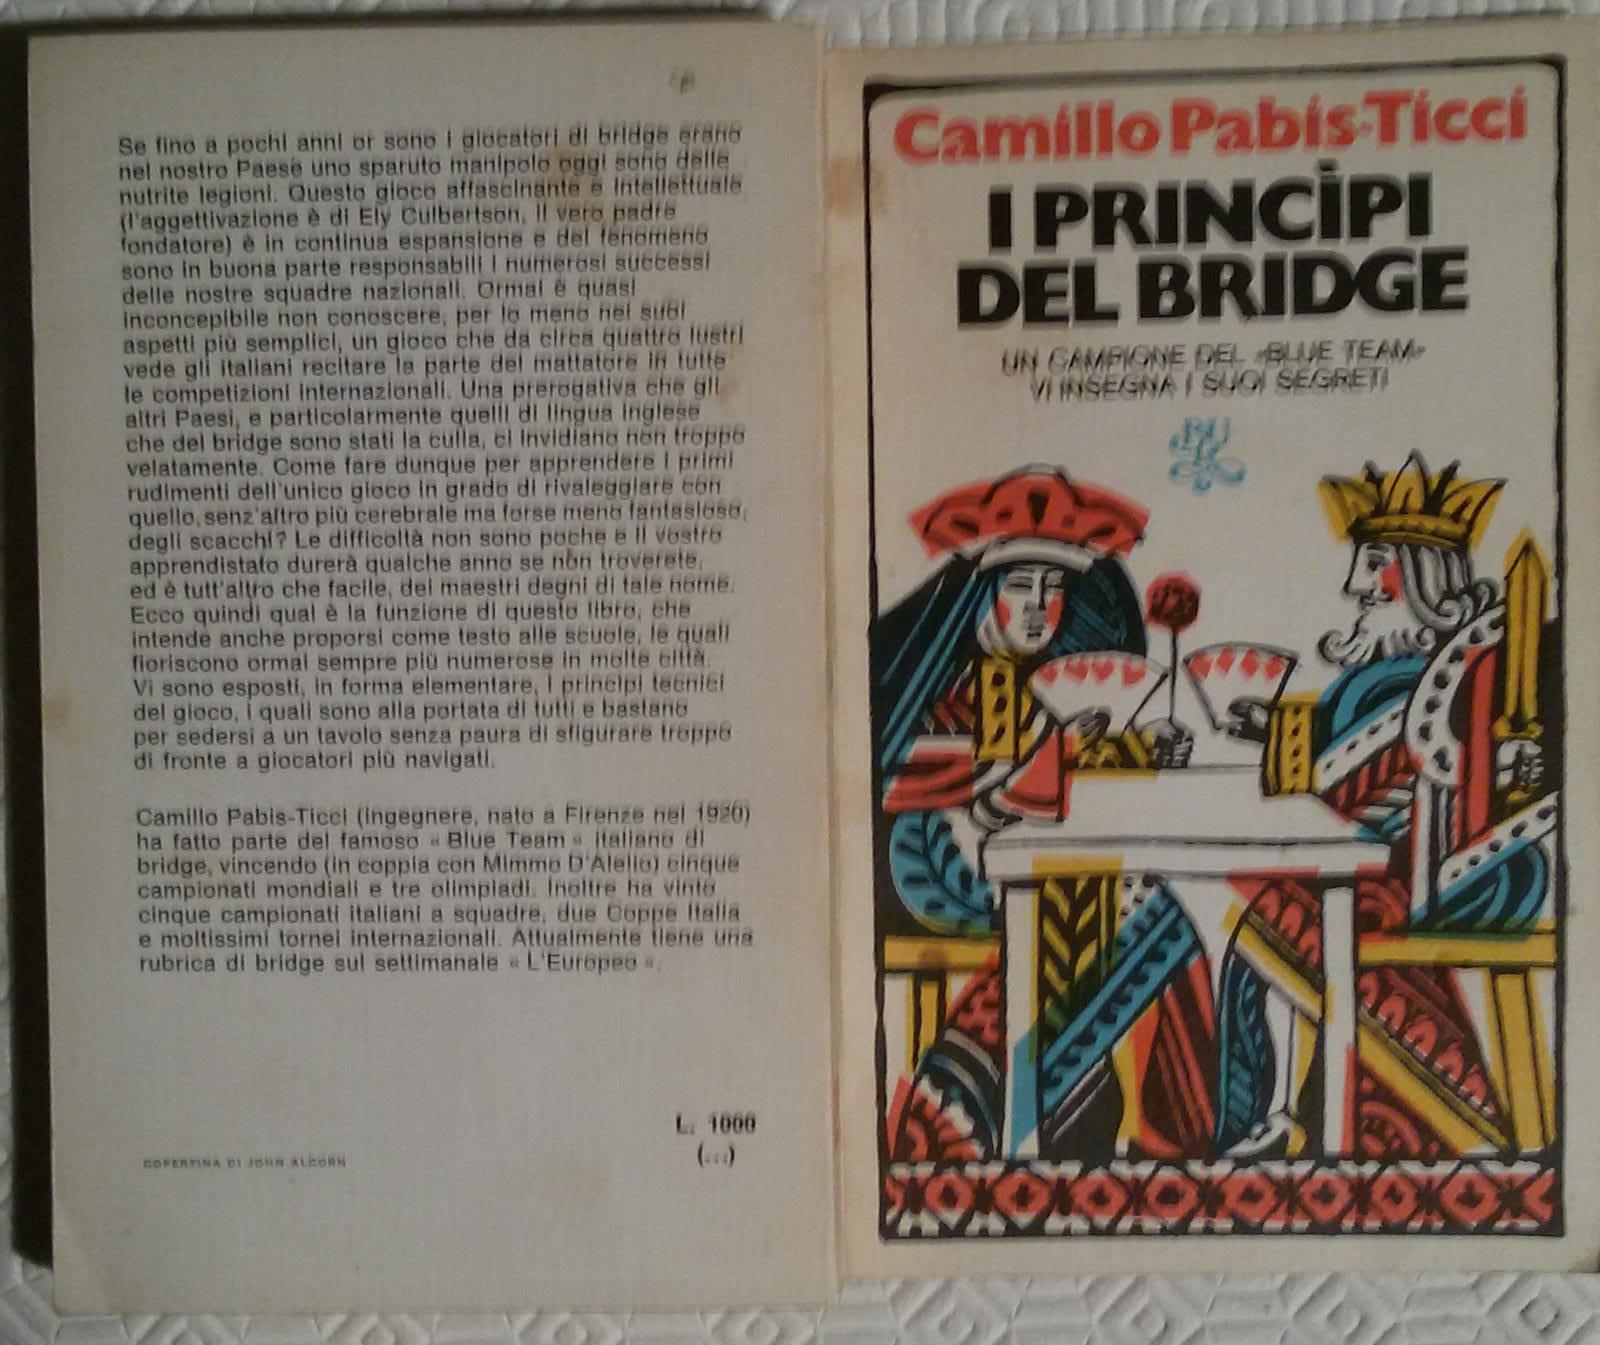 Se fino a pochi anni or sono i giocatori di bridge erano
nel nostro Paese uno sparuto manipolo oggi sono delle
nutrite legioni. Questo gioco affascinante e intellettuale
(l'aggettivazione è di Ely Culbertson, il vero padre
fondatore) è in continua espansione e del fenomeno
sono in buona parte responsabili i numerosi successi
delle nostre squadre nazionali. Ormai è quasi
inconcepibile non conoscere, per lo meno nei suoi
aspetti più semplici, un gioco che da circa quattro lustri
vede gli italiani recitare la parte del mattatore in tutte
le competizioni internazionali. Una prerogativa che gli
altri Paesi, e particolarmente quelli di lingua inglese
che del bridge sono stati la culla, ci invidiano non troppo
velatamente. Come fare dunque per apprendere i primi
rudimenti dell'unico gioco in grado di rivaleggiare con
quello, senz'altro più cerebrale ma forse meno fantasioso,
degli scacchi? Le difficoltà non sono poche e il vostro
apprendistato durerà qualche anno se non troverete,
ed è tutt'altro che facile, dei maestri degni di tale nome.
Ecco quindi qual è la funzione di questo libro, che
intende anche proporsi come testo alle scuole, le quali
fioriscono ormai sempre più numerose in molte città.
Vi sono esposti, in forma elementare, i principi tecnici
del gioco, i quali sono alla portata di tutti e bastano
per sedersi a un tavolo senza paura di sfigurare troppo
di fronte a giocatori più navigati.
Camillo Pabis-Ticci (ingegnere, nato a Firenze nel 1920)
ha fatto parte del famoso « Blue Team » italiano di
bridge, vincendo (in coppia con Mimmo D'Alelio) cinque
campionati mondiali e tre olimpiadi. Inoltre ha vinto
cinque campionati italiani a squadre, due Coppe Italia
e moltissimi tornei internazionali. Attualmente tiene una
rubrica di bridge sul settimanale « L'Europeo ».
L. 1000
(...)
COPERTINA DI JOHN ALCORN
Camillo Pabis-Ticci
I PRINCÌPI
DEL BRIDGE
UN CAMPIONE DEL «BLUE TEAM»
VI INSEGNA I SUOI SEGRETI
BUR